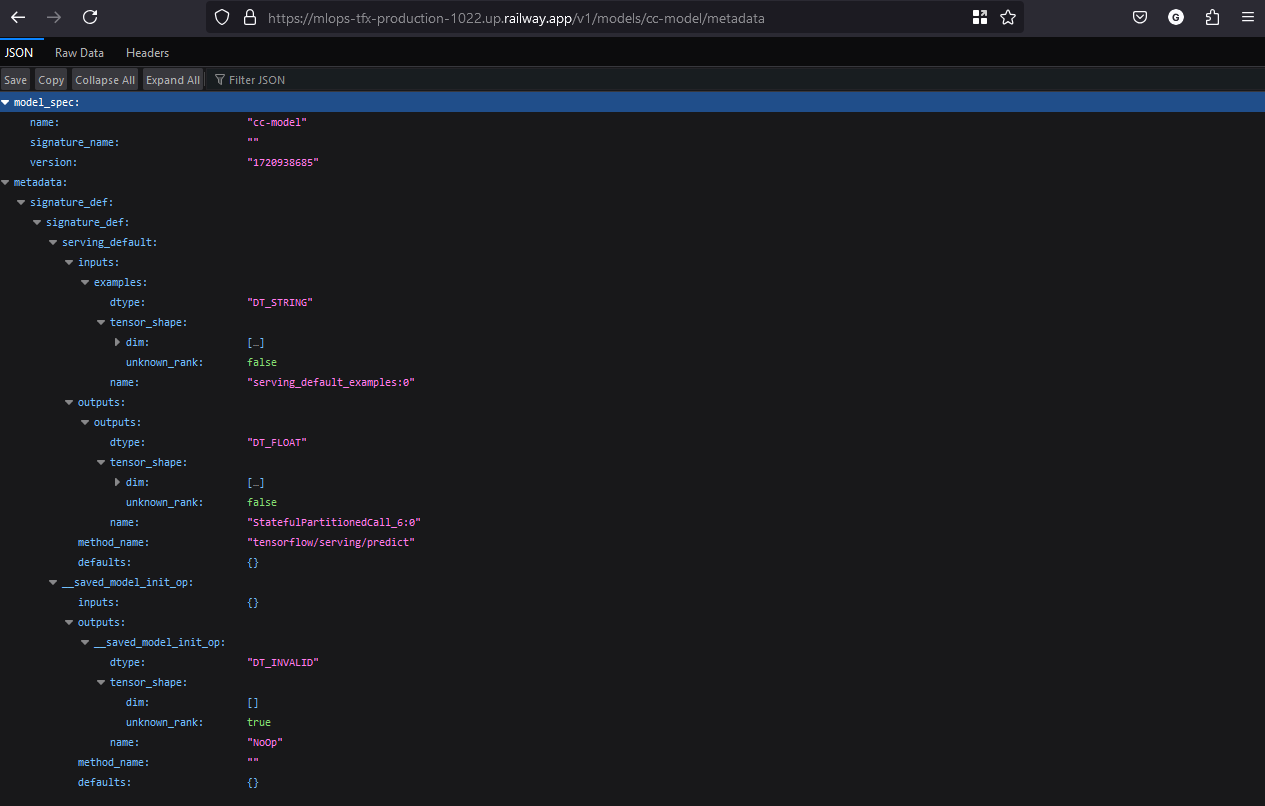 https://mlops-tfx-production-1022.up.railway.app/v1/models/cc-model/metadata
G
JSON Raw Data Headers
Save Copy Collapse All Expand All Filter JSON
model_spec:
name: "cc-model"
signature_name: ""
version: "1720938685"
metadata:
signature_def:
signature_def:
serving_default:
inputs:
examples:
dtype: "DT_STRING"
tensor_shape:
dim: […]
unknown_rank: false
name: "serving_default_examples:0"
outputs:
outputs:
dtype: "DT_FLOAT"
tensor_shape:
dim: […]
unknown_rank: false
name: "StatefulPartitionedCall_6:0"
method_name: "tensorflow/serving/predict"
defaults: {}
__saved_model_init_op:
inputs: {}
outputs:
__saved_model_init_op:
dtype: "DT_INVALID"
tensor_shape:
dim: []
unknown_rank: true
name: "NoOp"
method_name: ""
defaults: {}